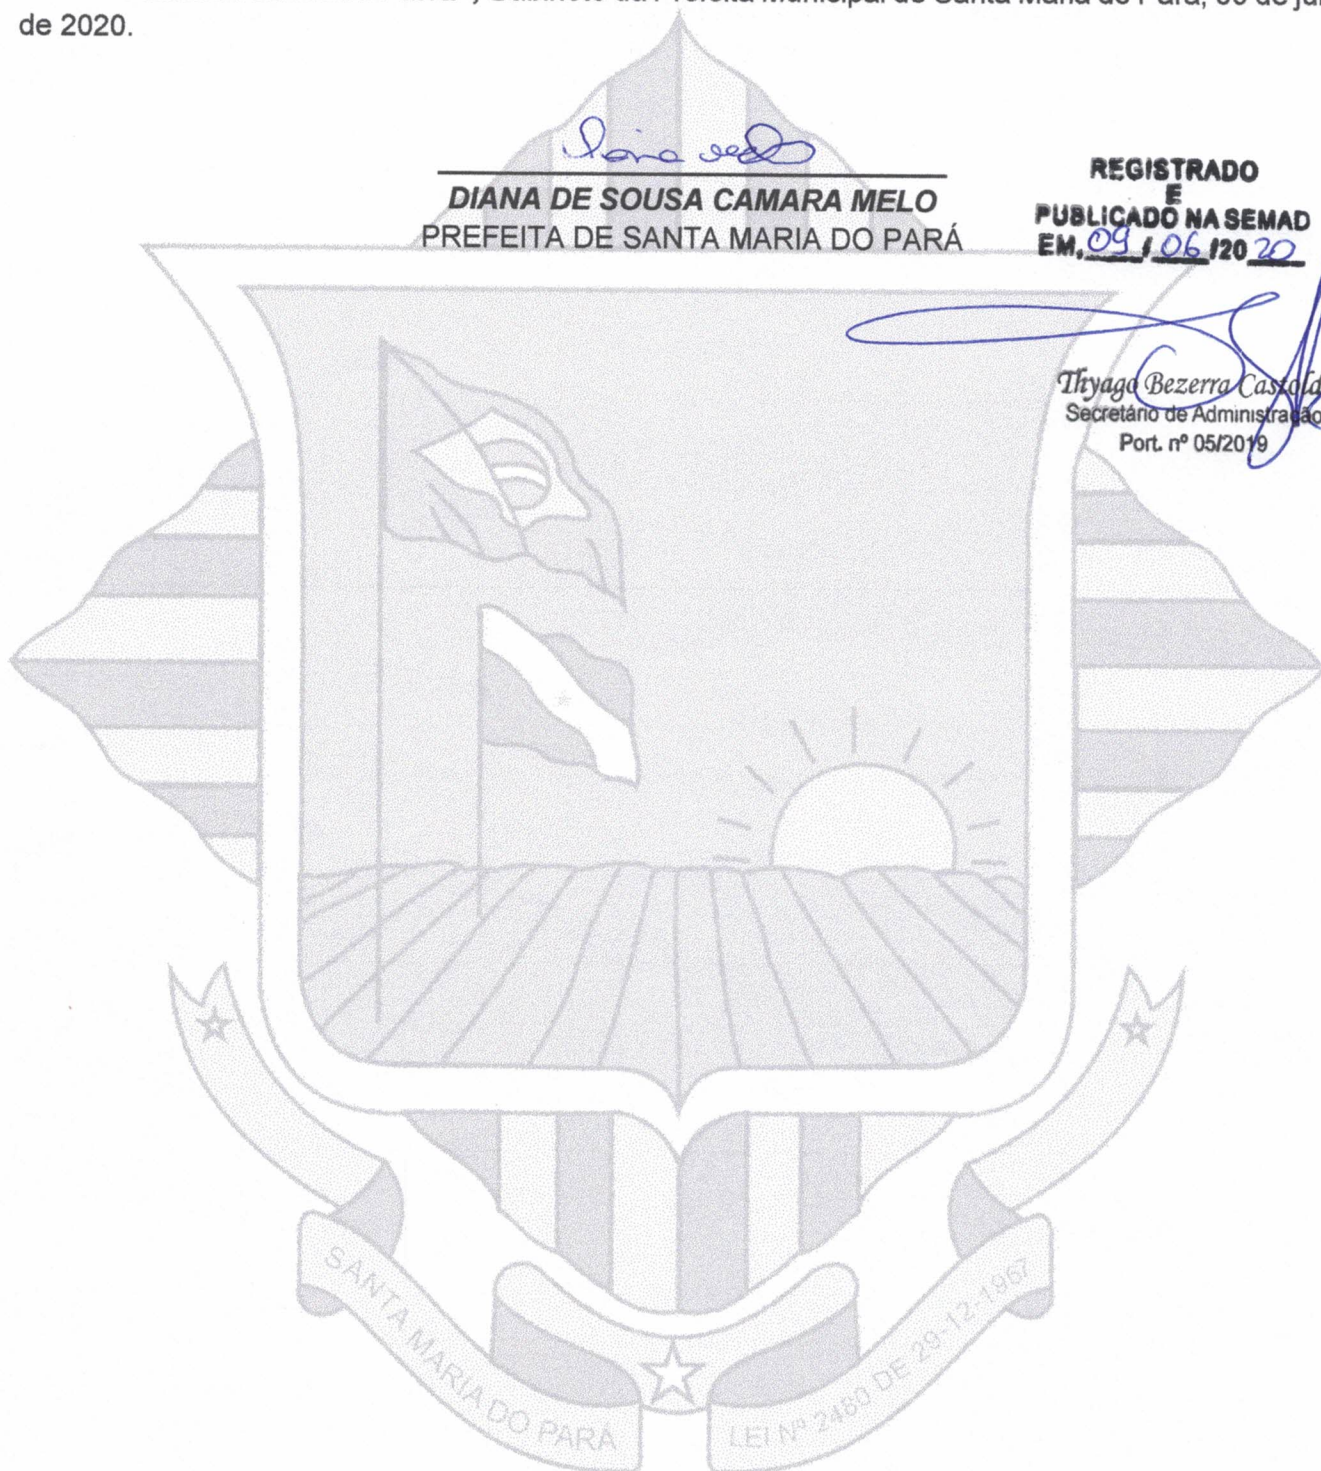 de 2020.
DIANA DE SOUSA CAMARA MELO
PREFEITA DE SANTA MARIA DO PARÁ
REGISTRADO
E
PUBLICADO NA SEMAD
EM, 09 / 06 /20 20
Thyago Bezerra
Secretário de Administração
Port. nº 05/2019
SANTA MARIA DO PARÁ
LEI Nº 2460 DE 29-12-1967